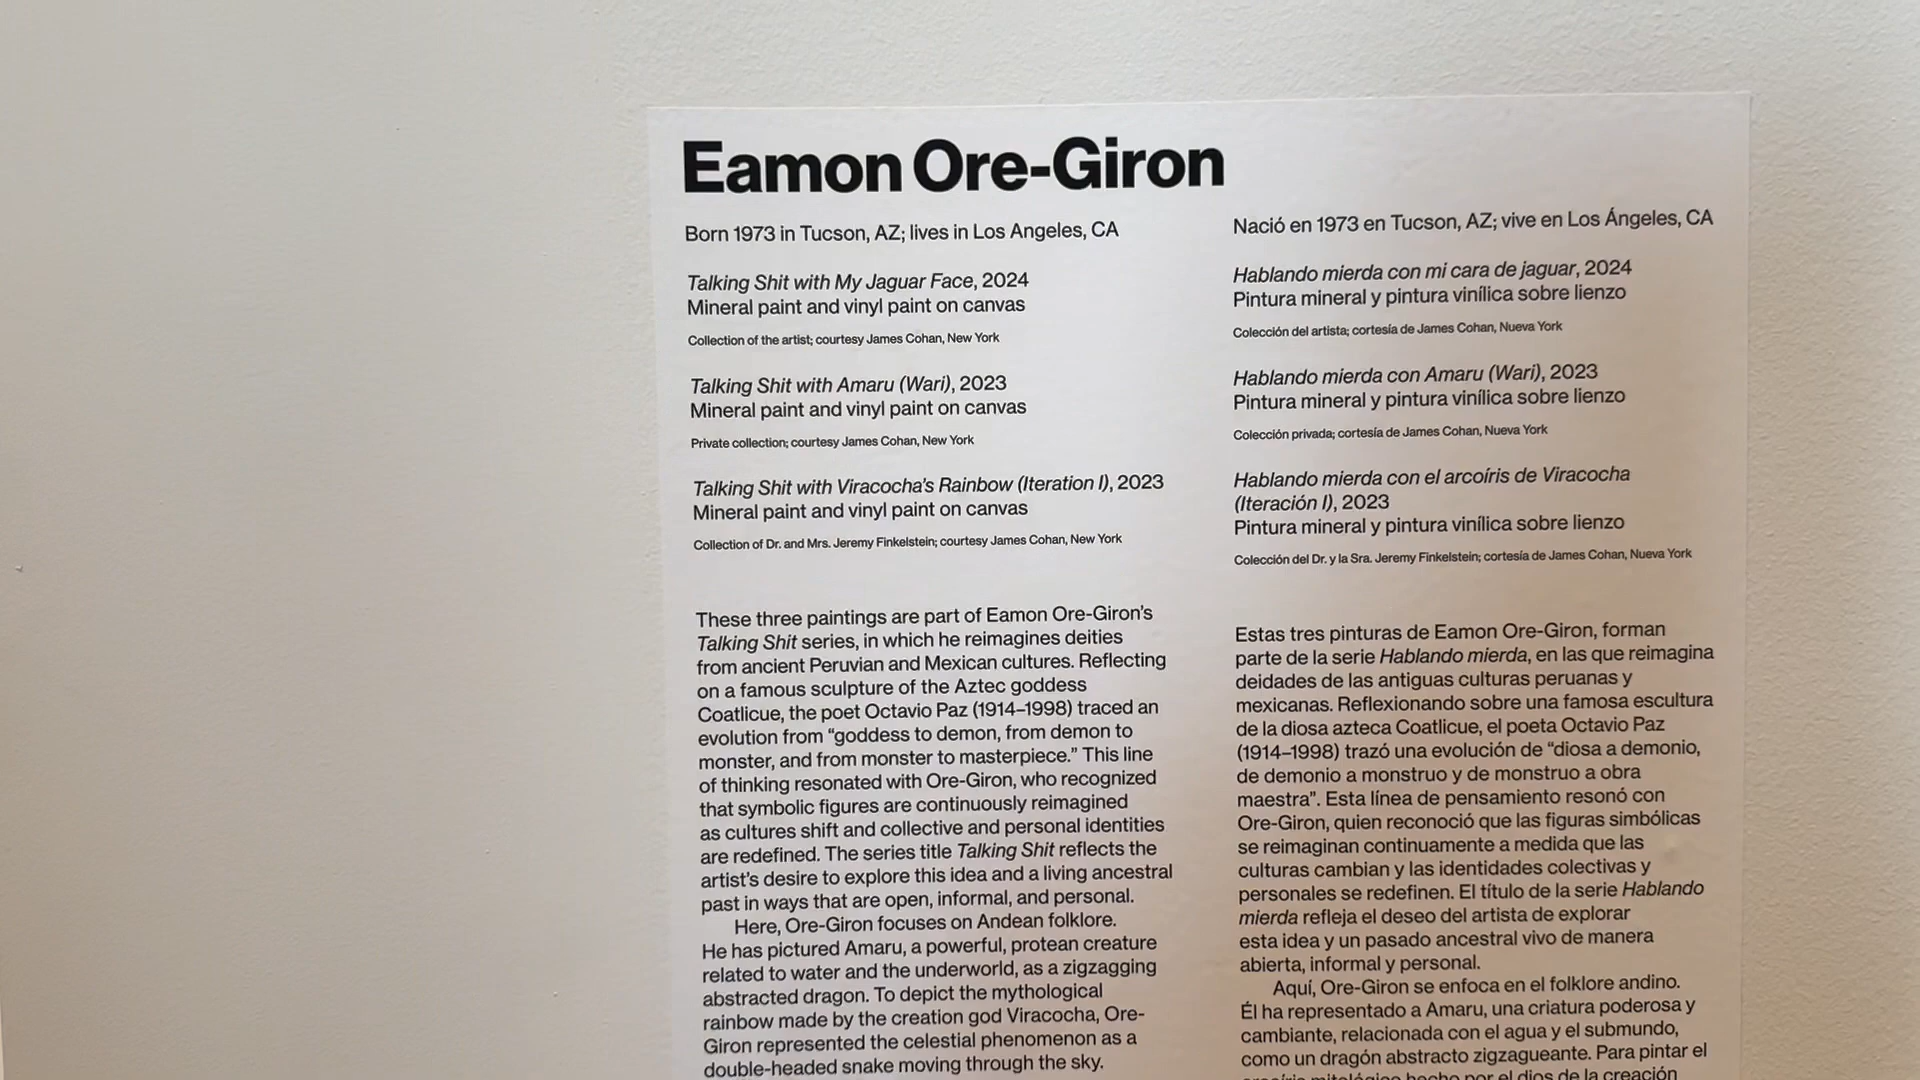 Eamon Ore-Giron
Born 1973 in Tucson, AZ; lives in Los Angeles, CA
Talking Shit with My Jaguar Face, 2024
Mineral paint and vinyl paint on canvas
Collection of the artist; courtesy James Cohan, New York
Talking Shit with Amaru (Wari), 2023
Mineral paint and vinyl paint on canvas
Private collection; courtesy James Cohan, New York
Talking Shit with Viracocha's Rainbow (Iteration I), 2023
Mineral paint and vinyl paint on canvas
Collection of Dr. and Mrs. Jeremy Finkelstein; courtesy James Cohan, New York
These three paintings are part of Eamon Ore-Giron's
Talking Shit series, in which he reimagines deities
from ancient Peruvian and Mexican cultures. Reflecting
on a famous sculpture of the Aztec goddess
Coatlicue, the poet Octavio Paz (1914–1998) traced an
evolution from “goddess to demon, from demon to
monster, and from monster to masterpiece.” This line
of thinking resonated with Ore-Giron, who recognized
that symbolic figures are continuously reimagined
as cultures shift and collective and personal identities
are redefined. The series title Talking Shit reflects the
artist's desire to explore this idea and a living ancestral
past in ways that are open, informal, and personal.
Here, Ore-Giron focuses on Andean folklore.
He has pictured Amaru, a powerful, protean creature
related to water and the underworld, as a zigzagging
abstracted dragon. To depict the mythological
rainbow made by the creation god Viracocha, Ore-
Giron represented the celestial phenomenon as a
double-headed snake moving through the sky.
Nació en 1973 en Tucson, AZ; vive en Los Ángeles, CA
Hablando mierda con mi cara de jaguar, 2024
Pintura mineral y pintura vinílica sobre lienzo
Colección del artista; cortesía de James Cohan, Nueva York
Hablando mierda con Amaru (Wari), 2023
Pintura mineral y pintura vinílica sobre lienzo
Colección privada; cortesía de James Cohan, Nueva York
Hablando mierda con el arcoíris de Viracocha
(Iteración I), 2023
Pintura mineral y pintura vinílica sobre lienzo
Colección del Dr. y la Sra. Jeremy Finkelstein; cortesía de James Cohan, Nueva York
Estas tres pinturas de Eamon Ore-Giron, forman
parte de la serie Hablando mierda, en las que reimagina
deidades de las antiguas culturas peruanas y
mexicanas. Reflexionando sobre una famosa escultura
de la diosa azteca Coatlicue, el poeta Octavio Paz
(1914–1998) trazó una evolución de “diosa a demonio,
de demonio a monstruo y de monstruo a obra
maestra”. Esta línea de pensamiento resonó con
Ore-Giron, quien reconoció que las figuras simbólicas
se reimaginan continuamente a medida que las
culturas cambian y las identidades colectivas y
personales se redefinen. El título de la serie Hablando
mierda refleja el deseo del artista de explorar
esta idea y un pasado ancestral vivo de manera
abierta, informal y personal.
Aquí, Ore-Giron se enfoca en el folklore andino.
Él ha representado a Amaru, una criatura poderosa y
cambiante, relacionada con el agua y el submundo,
como un dragón abstracto zigzagueante. Para pintar el
arcoíris mitológico hecho por el dios de la creación